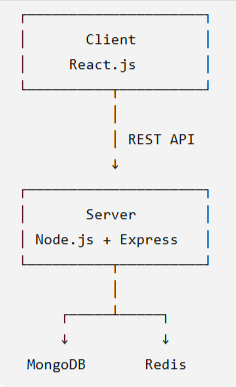 Client
React.js
REST API
Server
Node.js + Express
MongoDB Redis